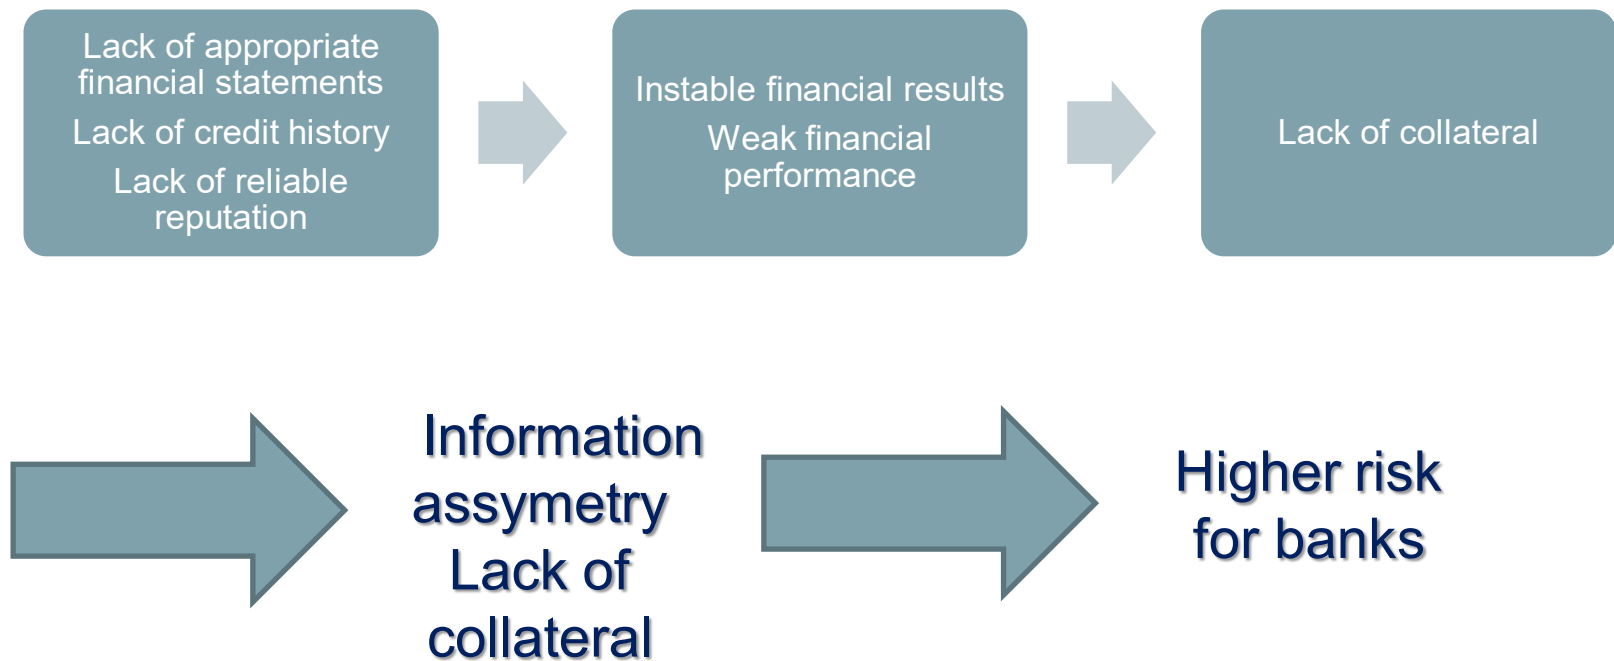 Lack of appropriate
financial statements
Lack of credit history
Lack of reliable
reputation
Instable financial results
Weak financial
performance
Lack of collateral
Information
assymetry
Lack of
collateral
Higher risk
for banks